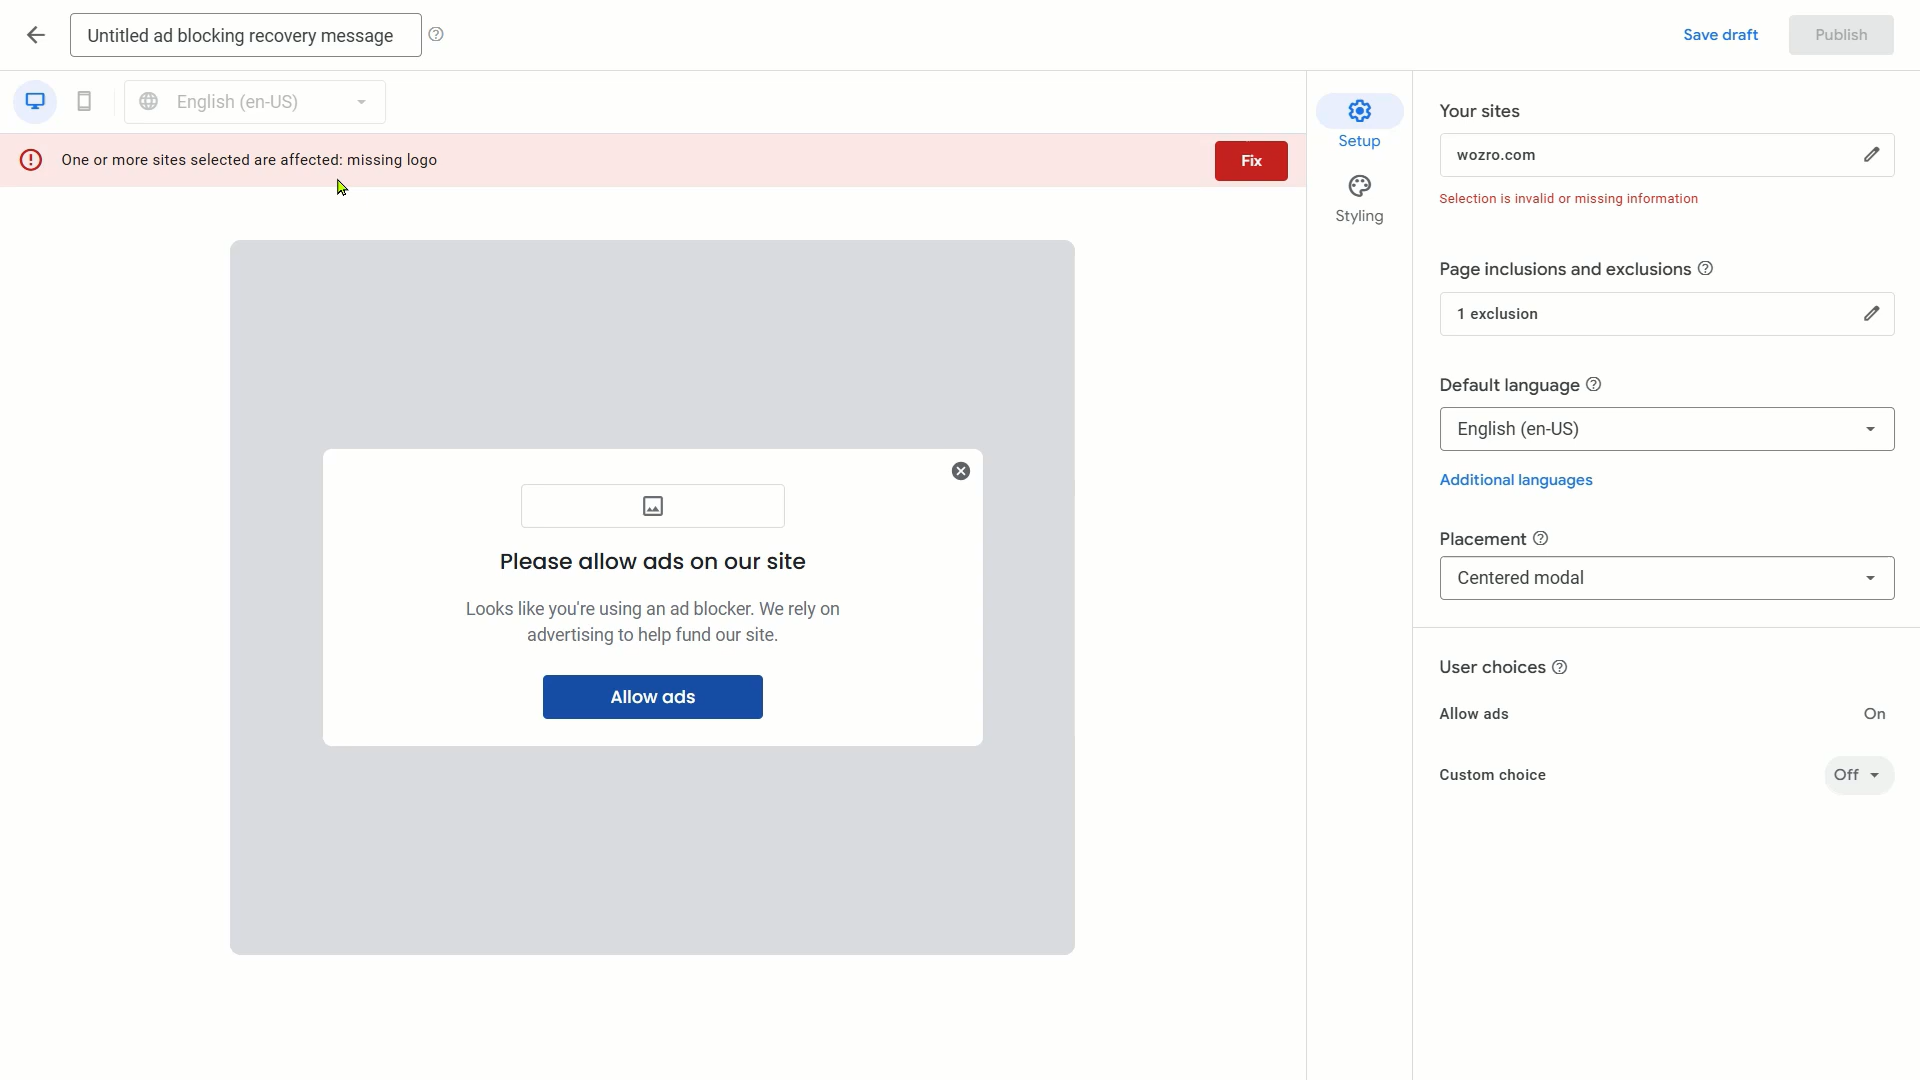 Untitled ad blocking recovery message
Save draft
Publish
English (en-US)
One or more sites selected are affected: missing logo
Fix
Please allow ads on our site
Looks like you're using an ad blocker. We rely on
advertising to help fund our site.
Allow ads
Setup
Styling
Your sites
wozro.com
Selection is invalid or missing information
Page inclusions and exclusions
1 exclusion
Default language
English (en-US)
Additional languages
Placement
Centered modal
User choices
Allow ads
On
Custom choice
Off